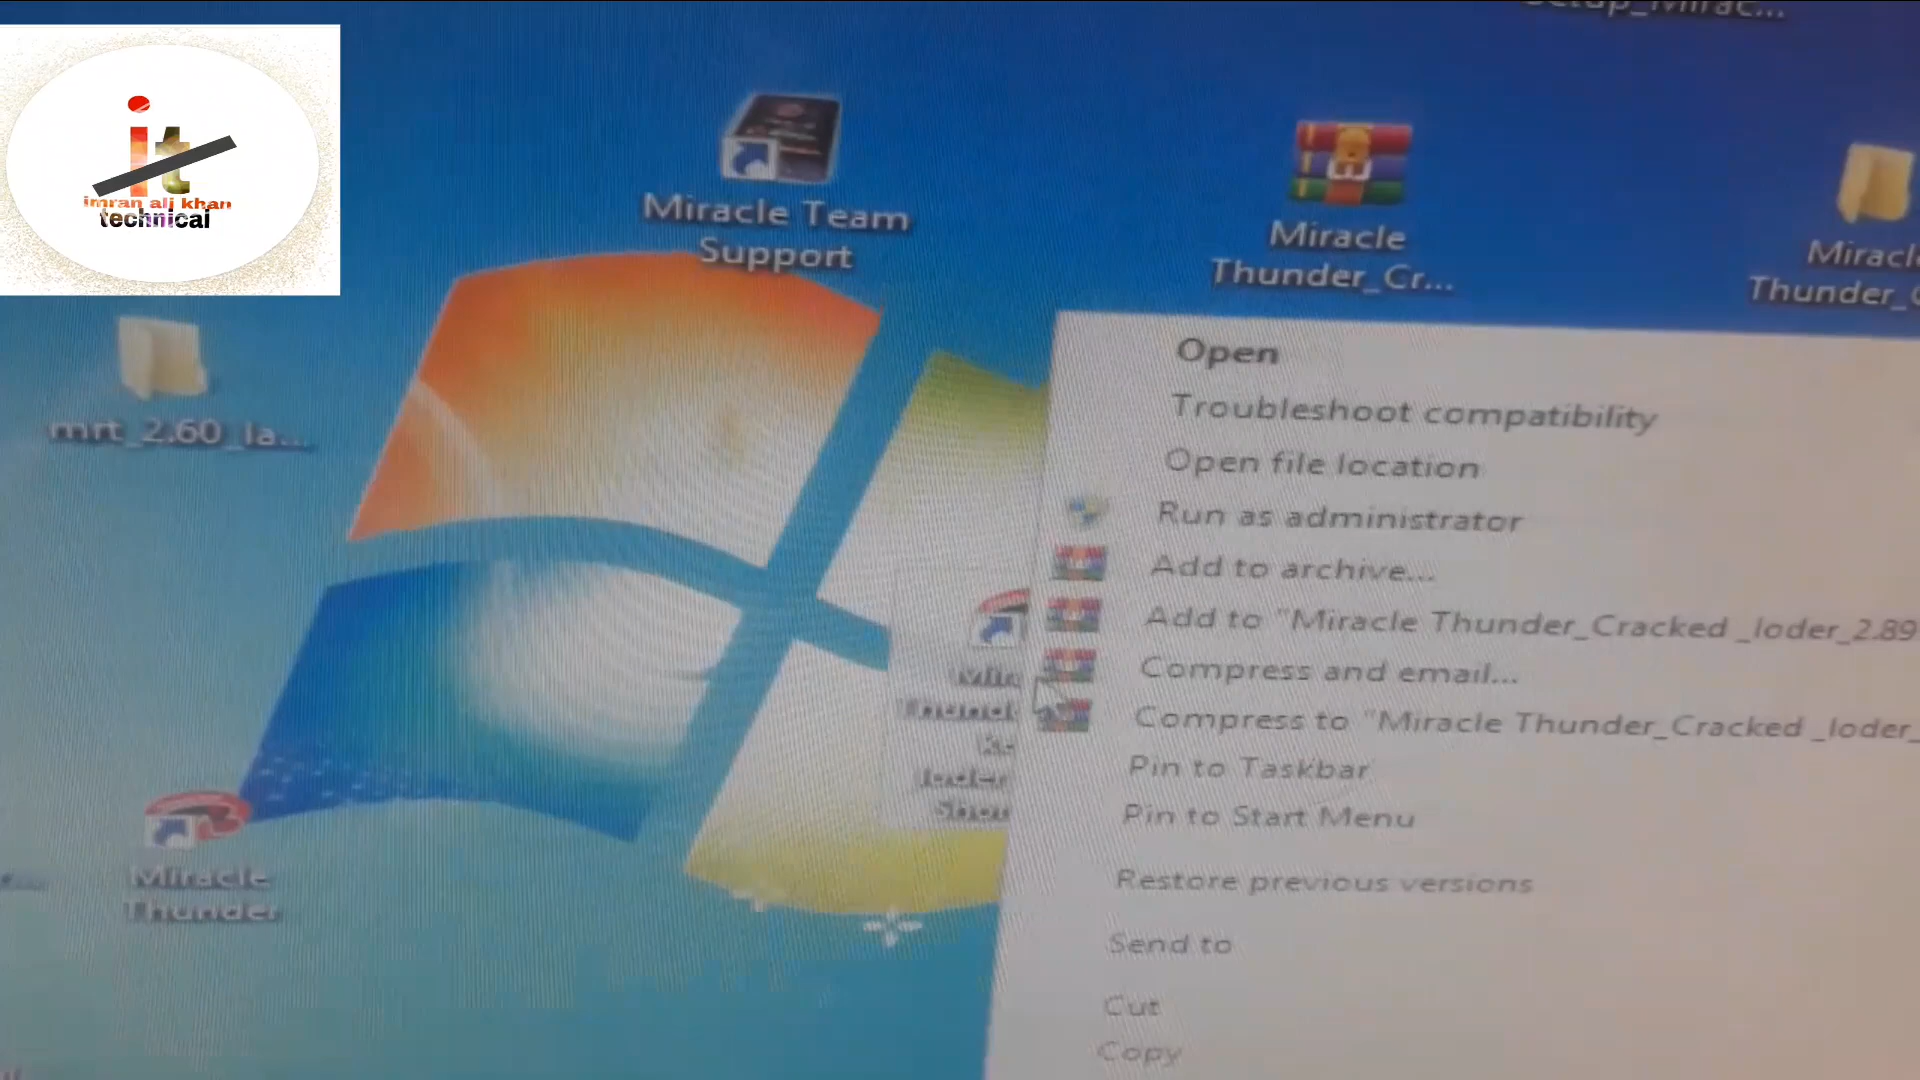 it
imran ali khan
technical
Miracle Team
Support
Miracle
Thunder_Cr...
mrt_2.60_la...
Miracle
Thunder
Open
Troubleshoot compatibility
Open file location
Run as administrator
Add to archive...
Add to "Miracle Thunder_Cracked _loder_2.89
Compress and email...
Compress to "Miracle Thunder_Cracked _loder_
Pin to Taskbar
Pin to Start Menu
Restore previous versions
Send to
Cut
Copy